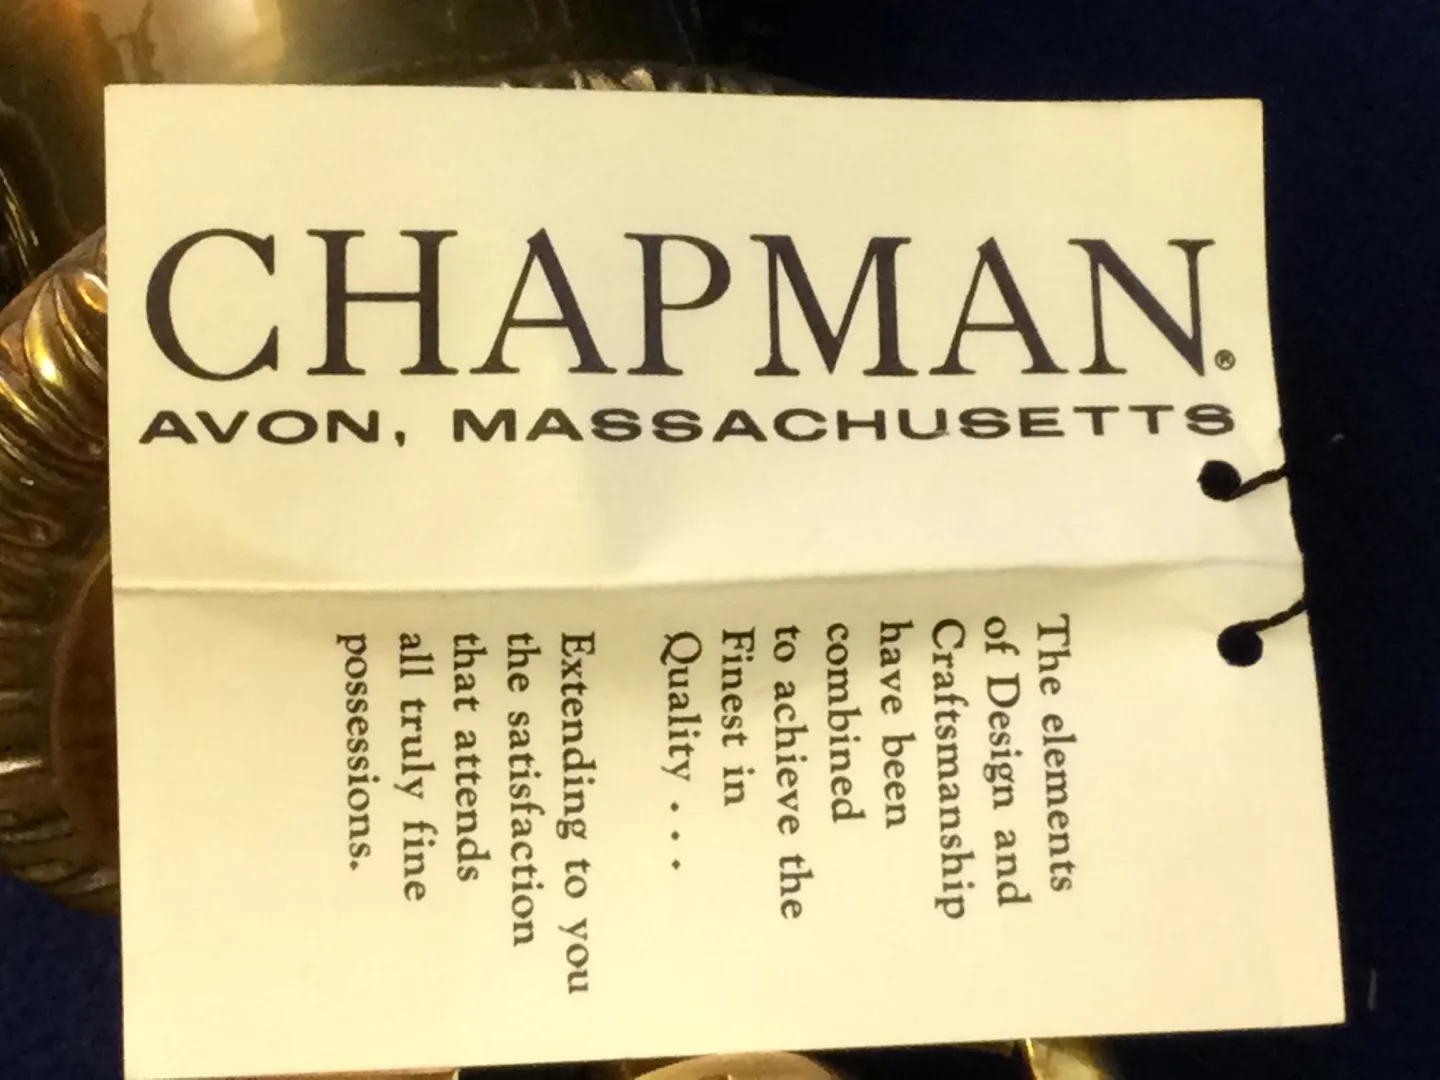 CHAPMAN®
AVON, MASSACHUSETTS
The elements
of Design and
Craftsmanship
have been
combined
to achieve the
Finest in
Quality . . .
Extending to you
the satisfaction
that attends
all truly fine
possessions.